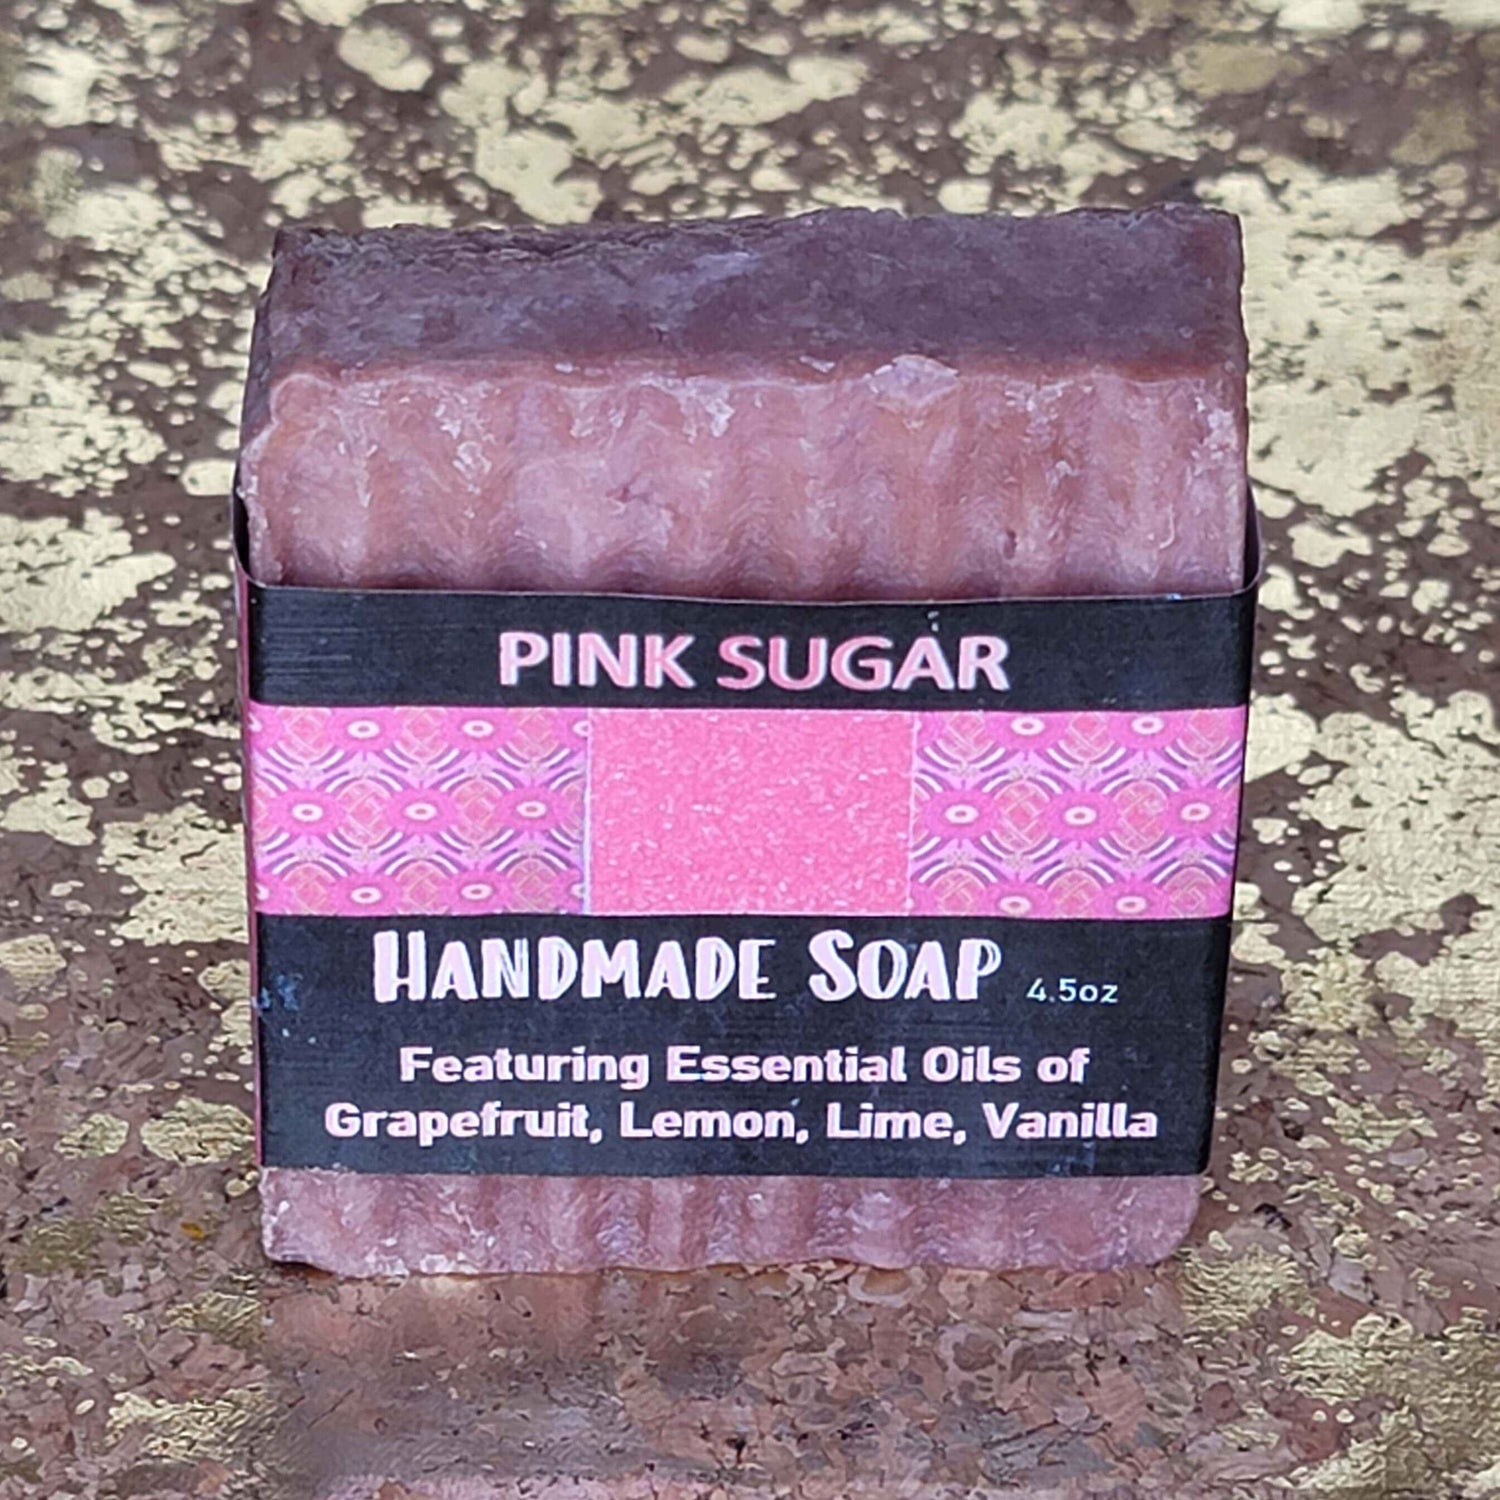 PINK SUGAR
HANDMADE SOAP 4.5oz
Featuring Essential Oils of
Grapefruit, Lemon, Lime, Vanilla